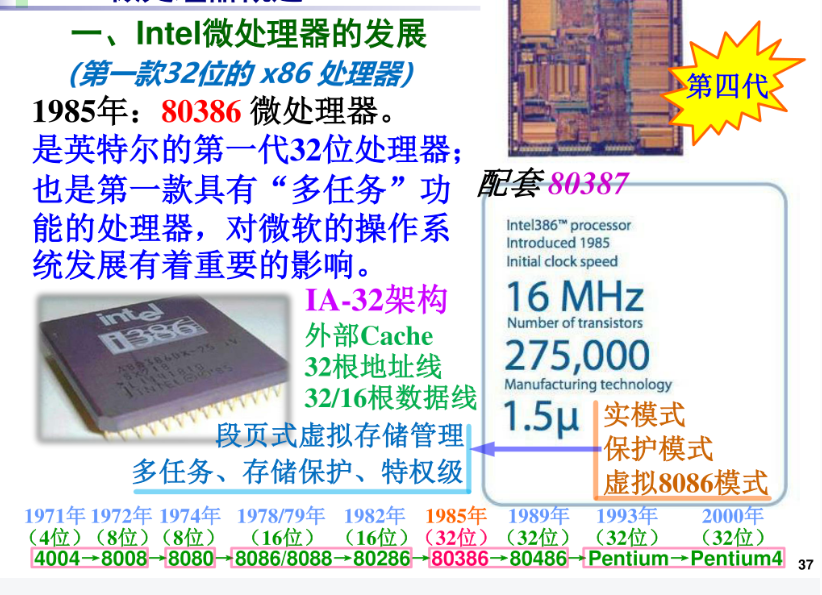 一、Intel微处理器的发展
(第一款32位的 x86 处理器)
第四代
1985年：80386 微处理器。
是英特尔的第一代32位处理器；
也是第一款具有“多任务”功
能的处理器，对微软的操作系
统发展有着重要的影响。
配套 80387
Intel386™ processor
Introduced 1985
Initial clock speed
16 MHz
Number of transistors
275,000
Manufacturing technology
1.5µ
intel
i386
IA-32架构
外部Cache
32根地址线
32/16根数据线
实模式
保护模式
虚拟8086模式
段页式虚拟存储管理
多任务、存储保护、特权级
1971年 1972年 1974年 1978/79年 1982年 1985年 1989年 1993年 2000年
（4位）（8位）（8位）（16位）（16位）（32位）（32位）（32位）（32位）
4004→8008→8080→8086/8088→80286→80386→80486→Pentium→Pentium4
37